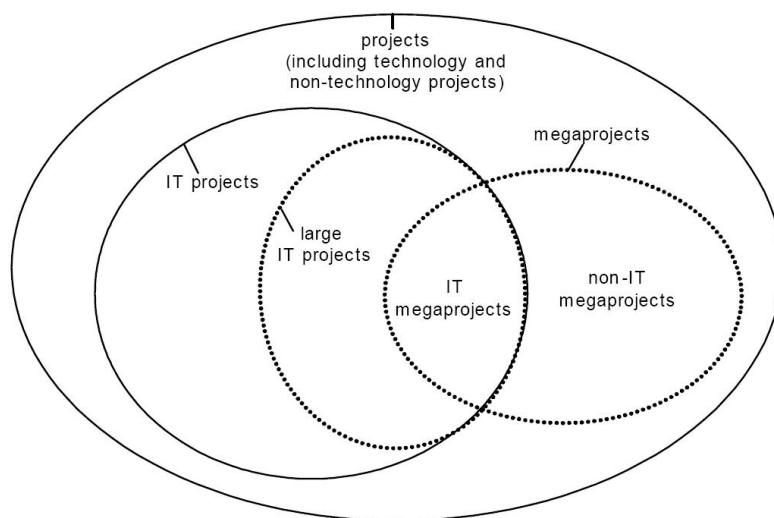 projects
(including technology and
non-technology projects)
megaprojects
IT projects
large
IT projects
IT
megaprojects
non-IT
megaprojects